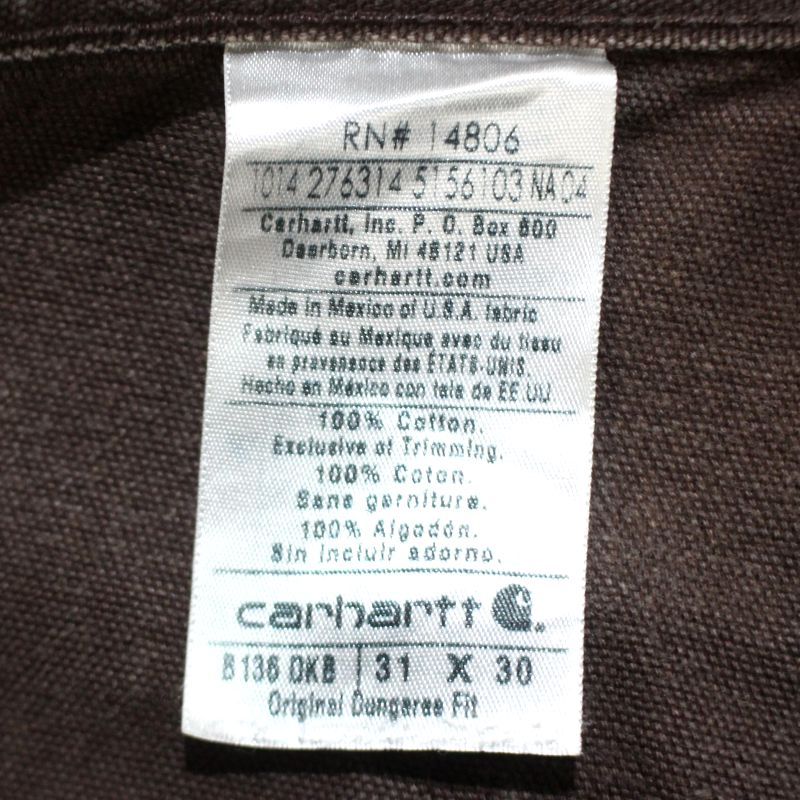 RN# 14806
1014 276314 5156103 NA 04
Carhartt, Inc. P. O. Box 600
Dearborn, MI 48121 USA
carhartt.com
Made in Mexico of U.S.A. fabric
Fabriqué au Mexique avec du tissu
en provenance des ÉTATS-UNIS.
Hecho en México con tela de EE.UU
100% Cotton.
Exclusive of Trimming.
100% Coton.
Sans garniture.
100% Algodón.
Sin incluir adorno.
carhartt
B136 DKB 31 X 30
Original Dungaree Fit